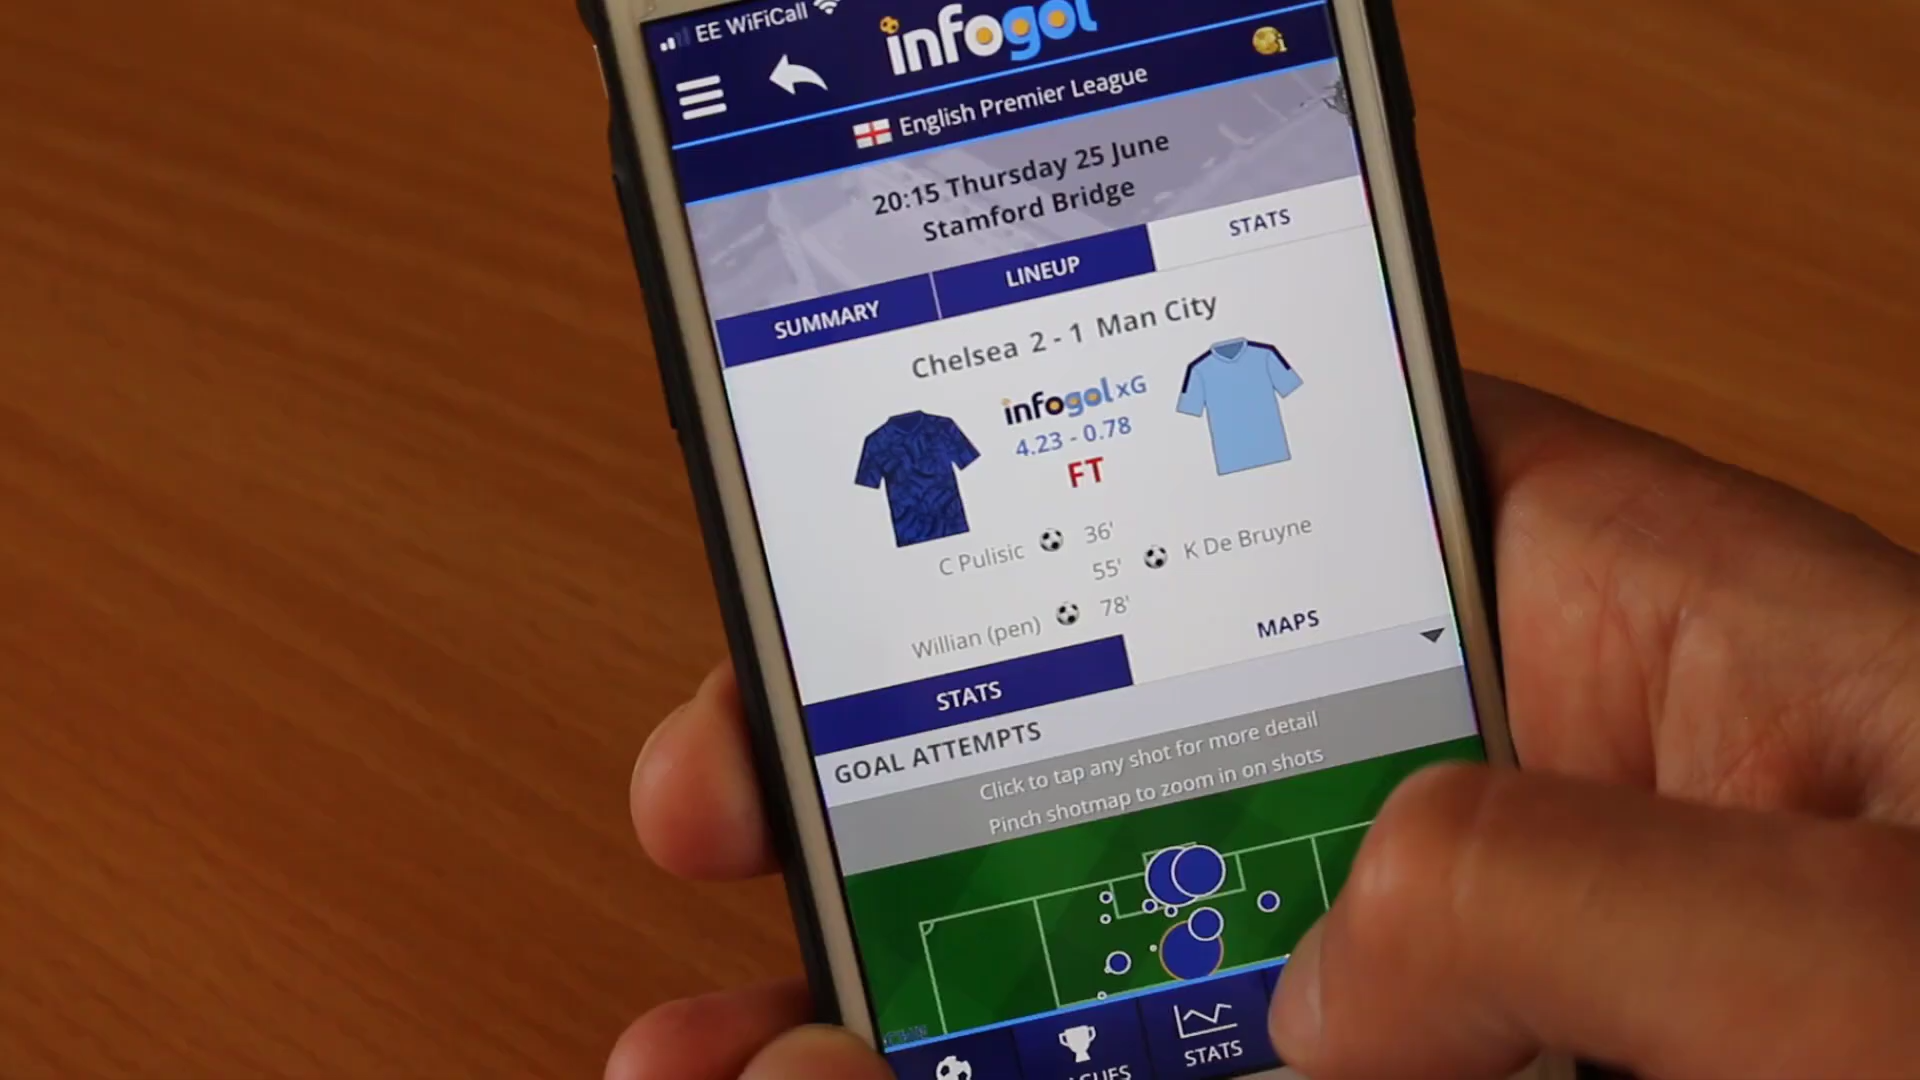 EE WiFiCall
infogol
English Premier League
20:15 Thursday 25 June
Stamford Bridge
SUMMARY
LINEUP
STATS
Chelsea 2 - 1 Man City
infogol xG
4.23 - 0.78
FT
C Pulisic 36'
55' K De Bruyne
Willian (pen) 78'
STATS
MAPS
GOAL ATTEMPTS
Click to tap any shot for more detail
Pinch shotmap to zoom in on shots
STATS